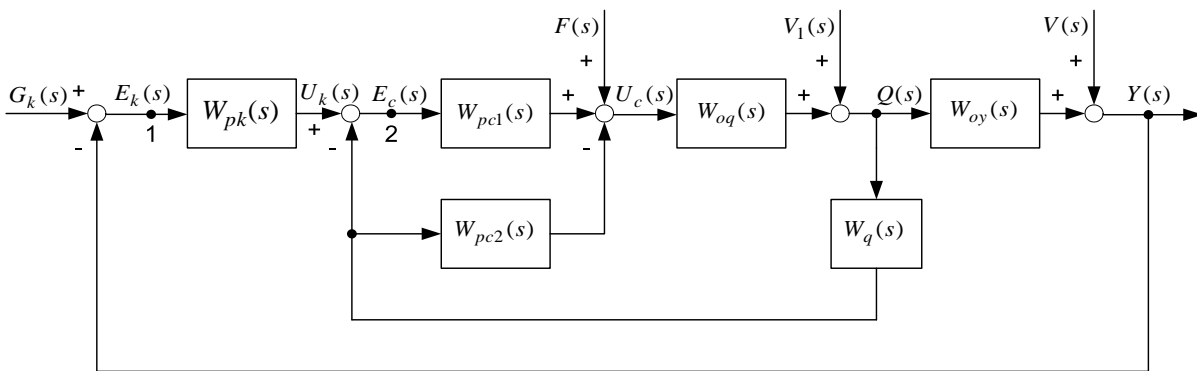 F(s)
V₁(s)
V(s)
+
+
+
G_k(s)
+
E_k(s)
W_pk(s)
U_k(s)
E_c(s)
W_pc1(s)
+
U_c(s)
W_oq(s)
+
Q(s)
W_oy(s)
+
Y(s)
-
1
+
-
2
-
W_pc2(s)
W_q(s)